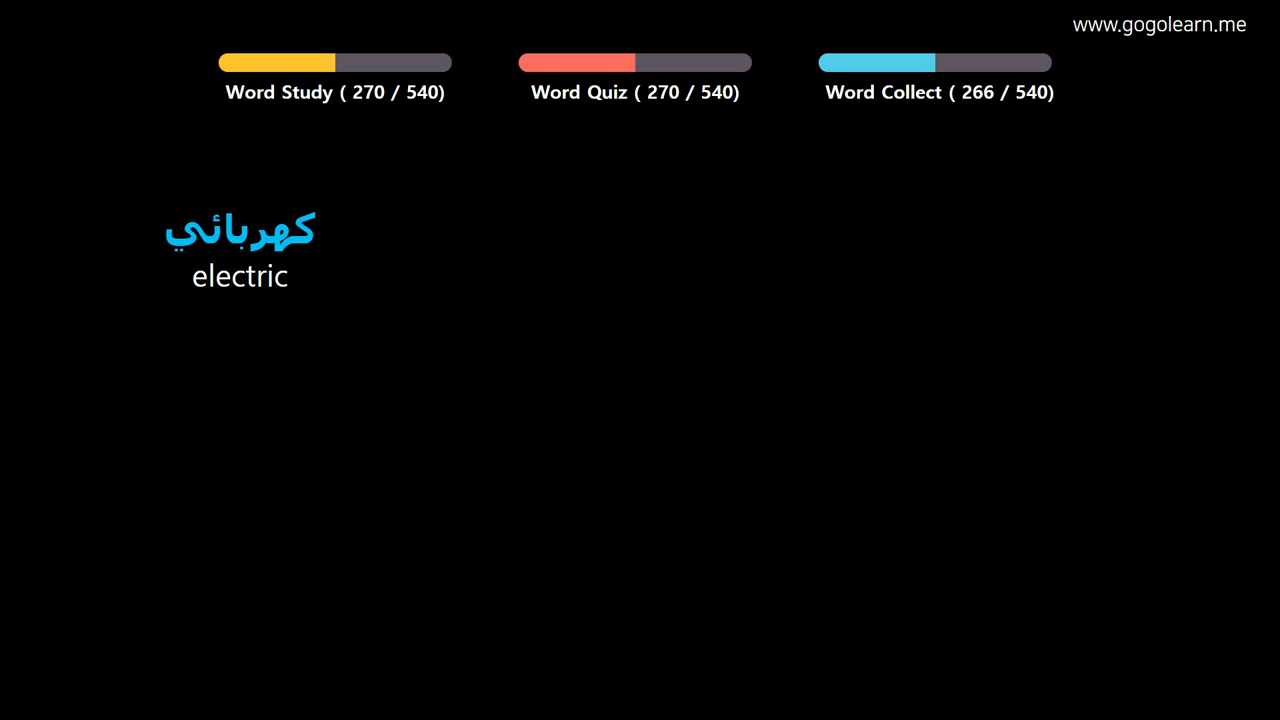 www.gogolearn.me
Word Study ( 270 / 540)
Word Quiz ( 270 / 540)
Word Collect ( 266 / 540)
كهربائي
electric